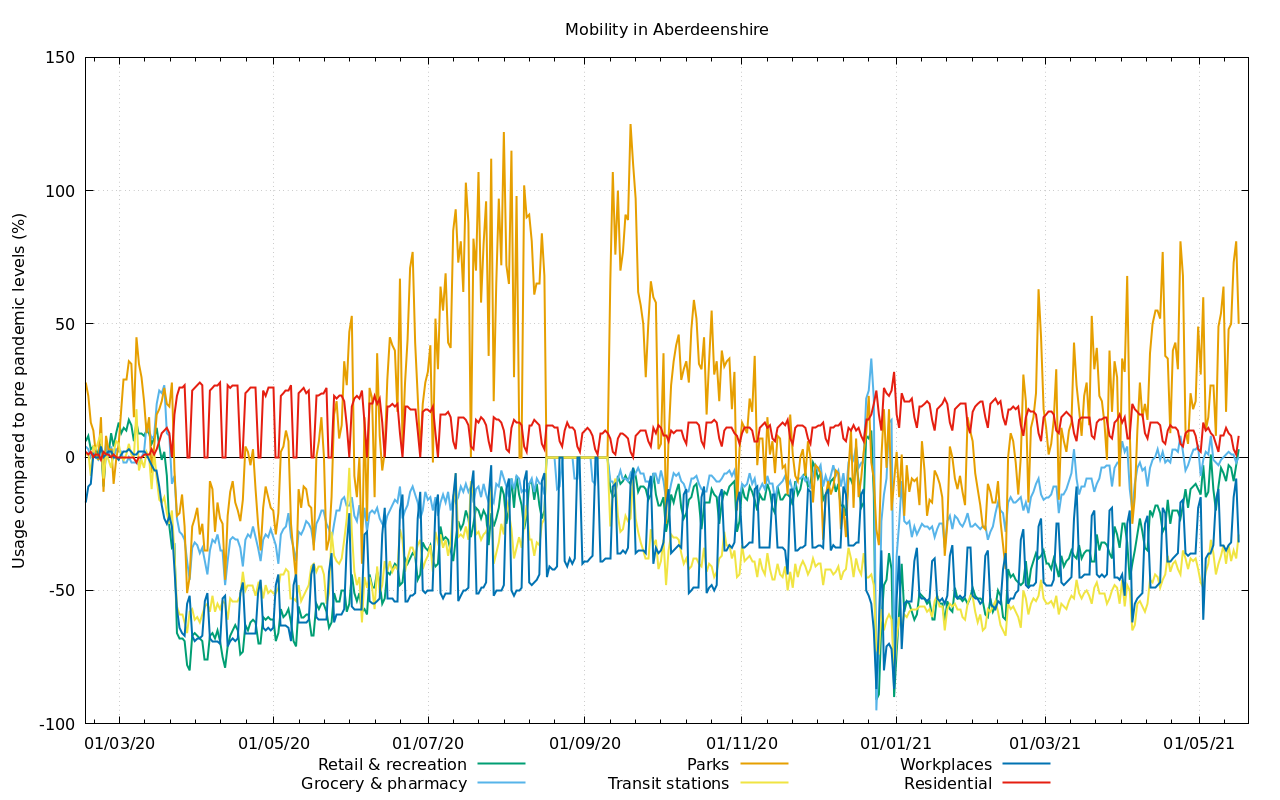 Mobility in Aberdeenshire
Usage compared to pre pandemic levels (%)
150
100
50
0
-50
-100
01/03/20 01/05/20 01/07/20 01/09/20 01/11/20 01/01/21 01/03/21 01/05/21
Retail & recreation Parks Workplaces
Grocery & pharmacy Transit stations Residential